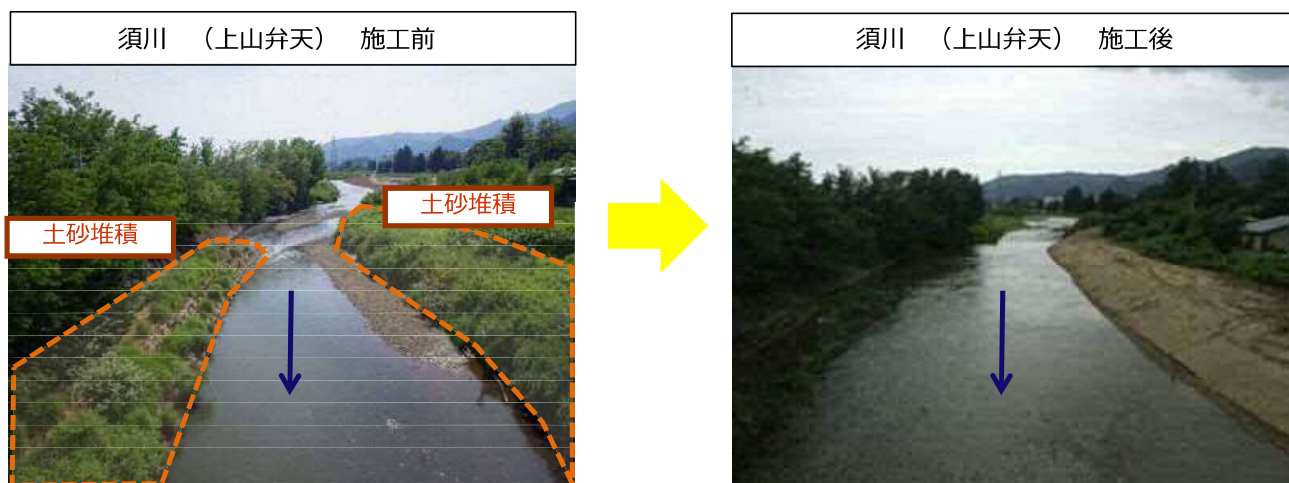 須川　（上山弁天）　施工前
須川　（上山弁天）　施工後
土砂堆積
土砂堆積